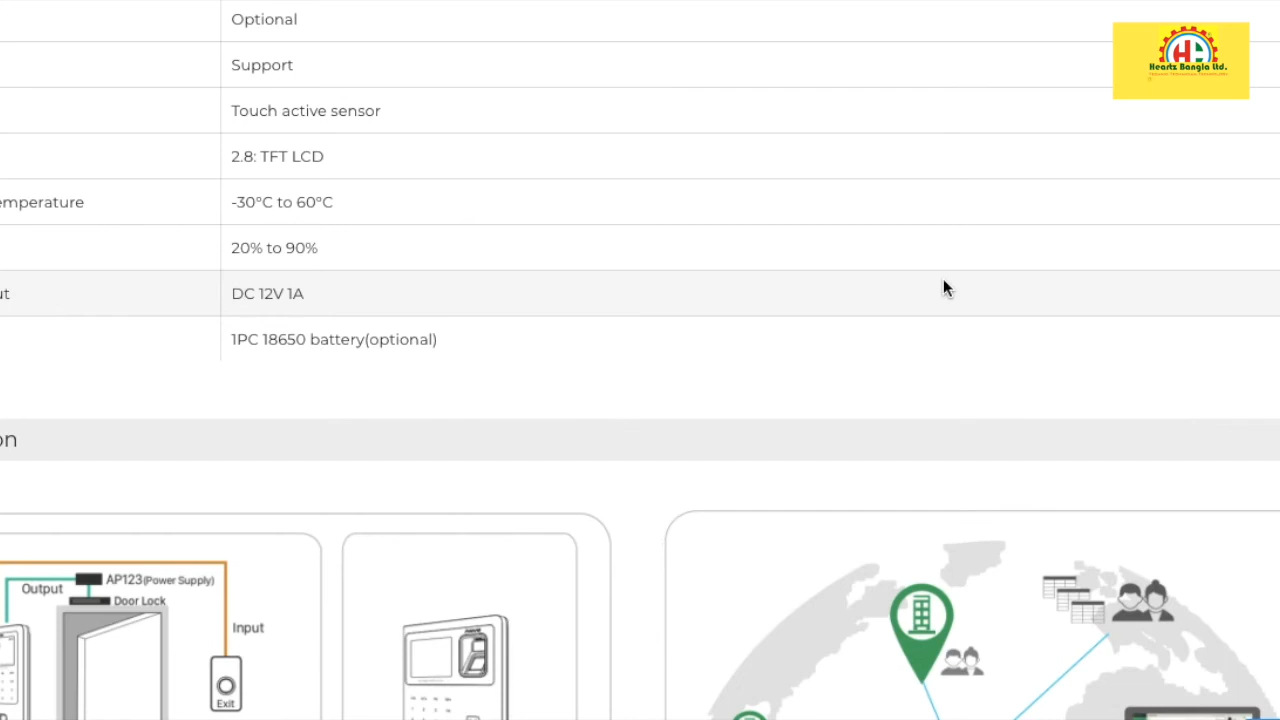 Optional
Heartz Bangla Ltd.
Support
Touch active sensor
2.8: TFT LCD
emperature
-30°C to 60°C
20% to 90%
ut
DC 12V 1A
1PC 18650 battery(optional)
on
AP123(Power Supply)
Output
Door Lock
Input
Exit